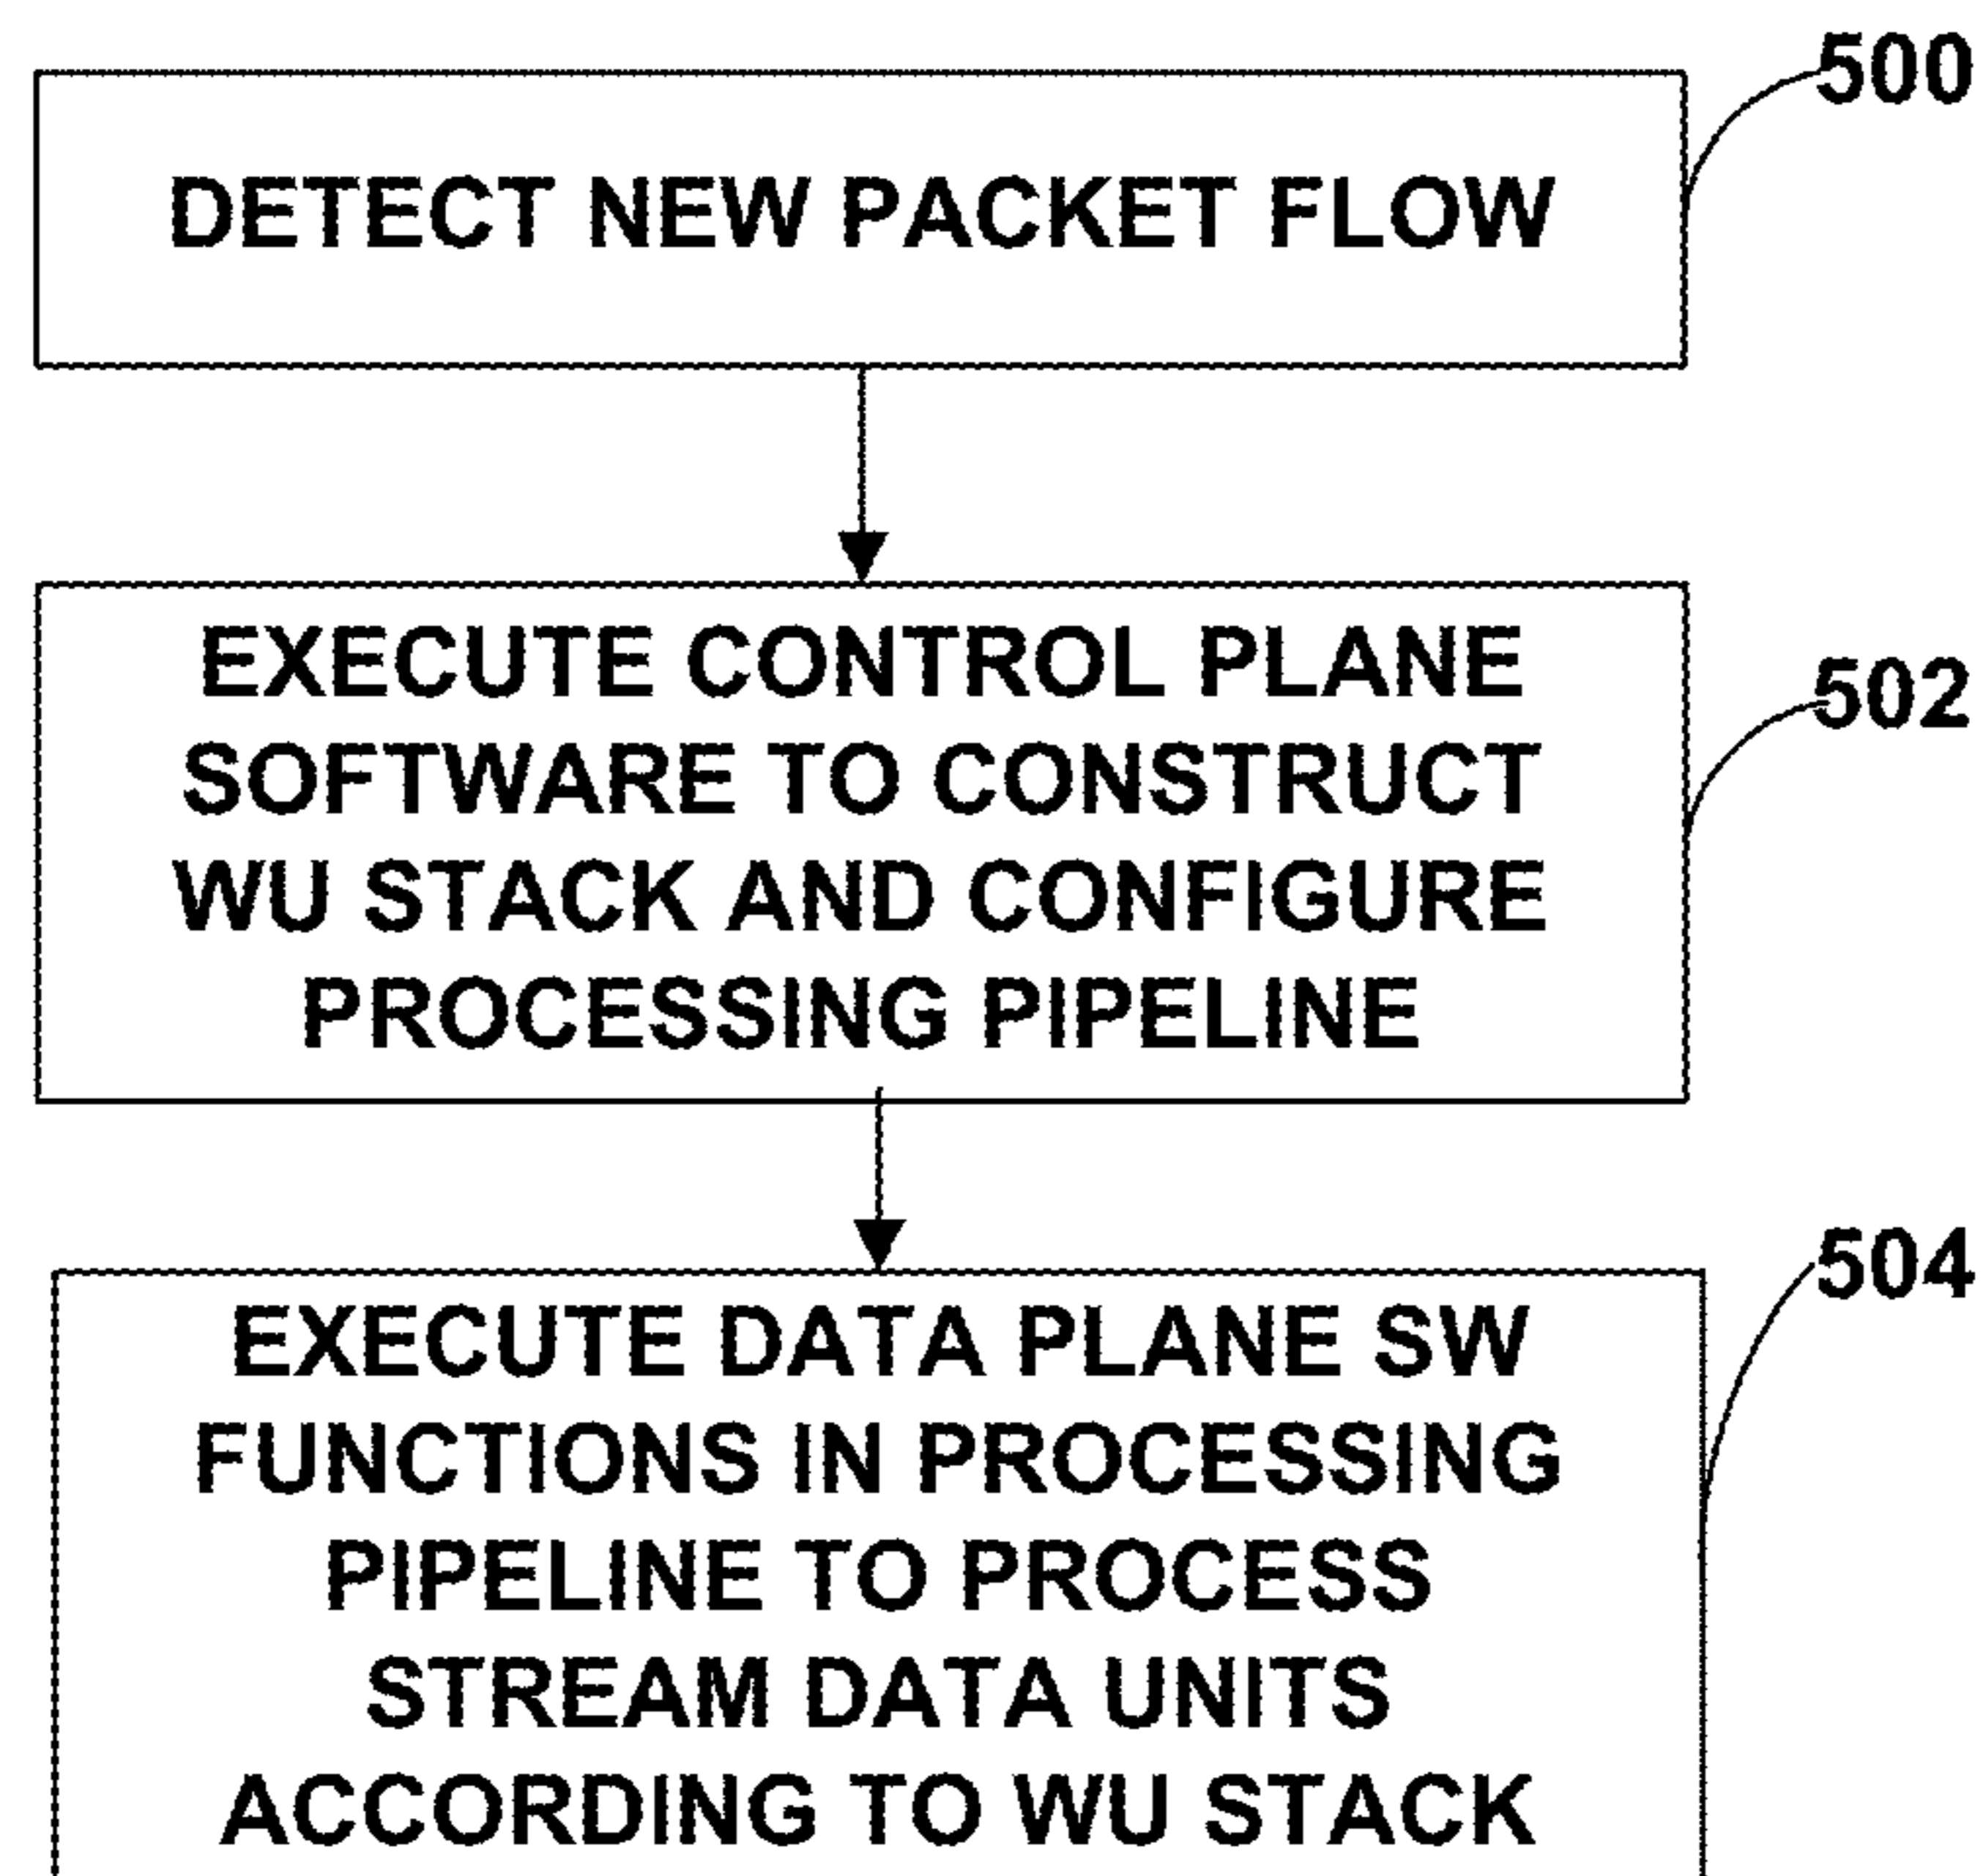 500
DETECT NEW PACKET FLOW
EXECUTE CONTROL PLANE
SOFTWARE TO CONSTRUCT
WU STACK AND CONFIGURE
PROCESSING PIPELINE
502
504
EXECUTE DATA PLANE SW
FUNCTIONS IN PROCESSING
PIPELINE TO PROCESS
STREAM DATA UNITS
ACCORDING TO WU STACK